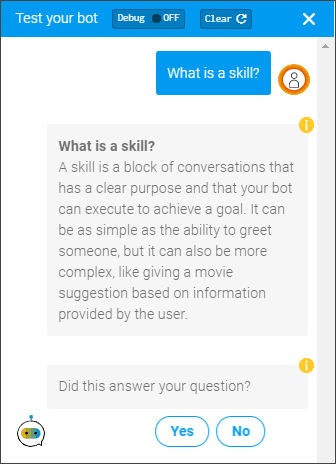 Test your bot Debug OFF Clear
What is a skill?
What is a skill?
A skill is a block of conversations that
has a clear purpose and that your bot
can execute to achieve a goal. It can
be as simple as the ability to greet
someone, but it can also be more
complex, like giving a movie
suggestion based on information
provided by the user.
Did this answer your question?
Yes No